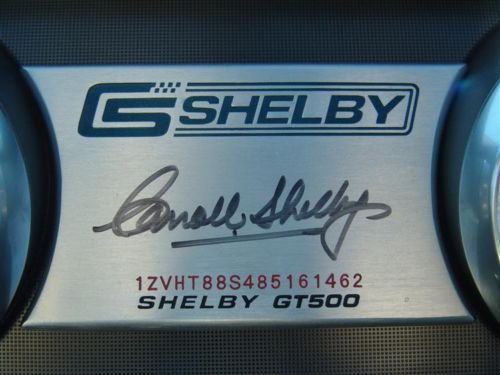 CS SHELBY
Carroll Shelby
1ZVHT88S485161462
SHELBY GT500